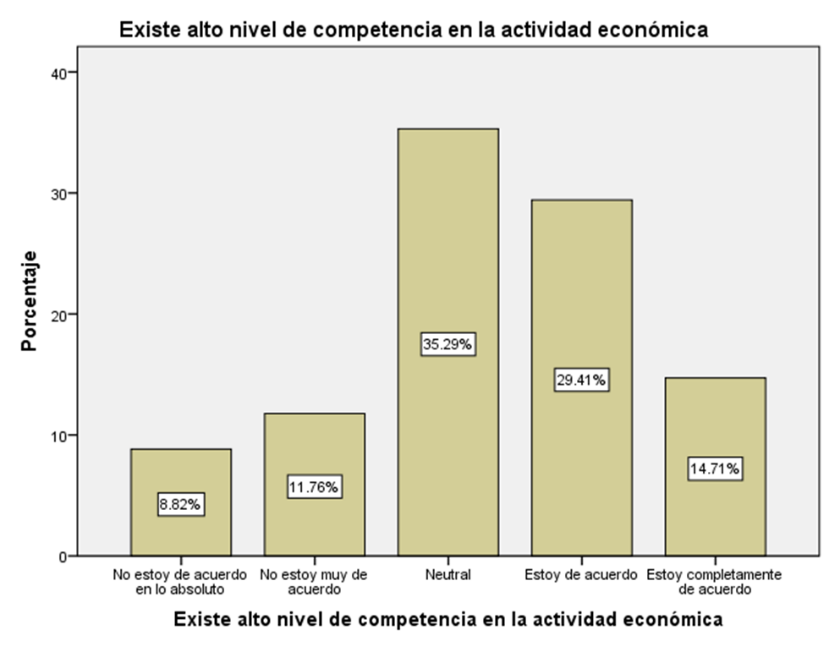 Existe alto nivel de competencia en la actividad económica
Porcentaje
40
30
20
10
0
8.82%
11.76%
35.29%
29.41%
14.71%
No estoy de acuerdo
en lo absoluto
No estoy muy de
acuerdo
Neutral
Estoy de acuerdo
Estoy completamente
de acuerdo
Existe alto nivel de competencia en la actividad económica